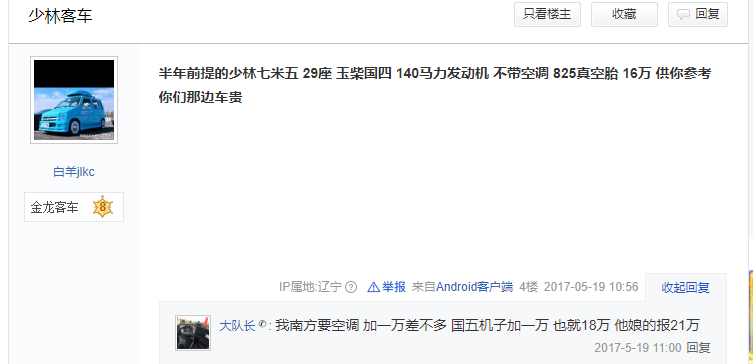 少林客车
只看楼主 收藏 回复
半年前提的少林七米五 29座 玉柴国四 140马力发动机 不带空调 825真空胎 16万 供你参考
你们那边车贵
白羊jlkc
金龙客车 8
IP属地:辽宁 举报 来自Android客户端 4楼 2017-05-19 10:56 收起回复
大队长: 我南方要空调 加一万差不多 国五机子加一万 也就18万 他娘的报21万
2017-5-19 11:00 回复